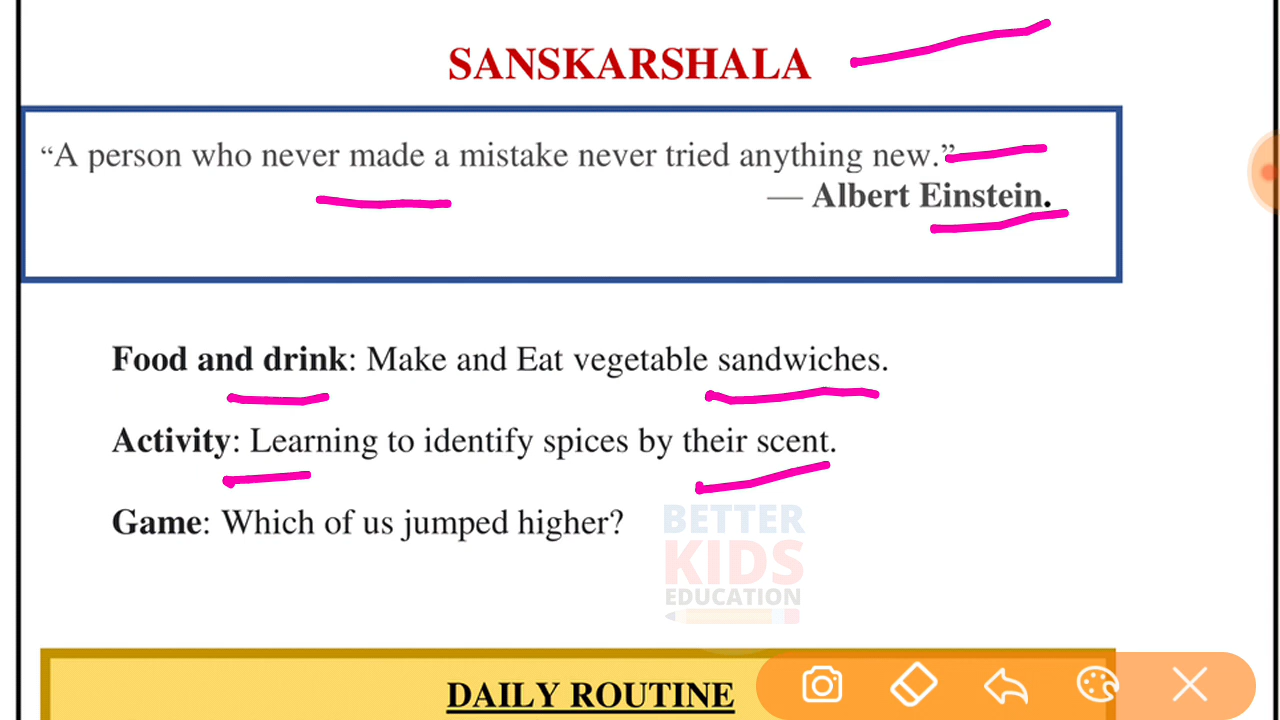 SANSKARSHALA
“A person who never made a mistake never tried anything new.”
— Albert Einstein.
Food and drink: Make and Eat vegetable sandwiches.
Activity: Learning to identify spices by their scent.
Game: Which of us jumped higher?
BETTER
KIDS
EDUCATION
DAILY ROUTINE